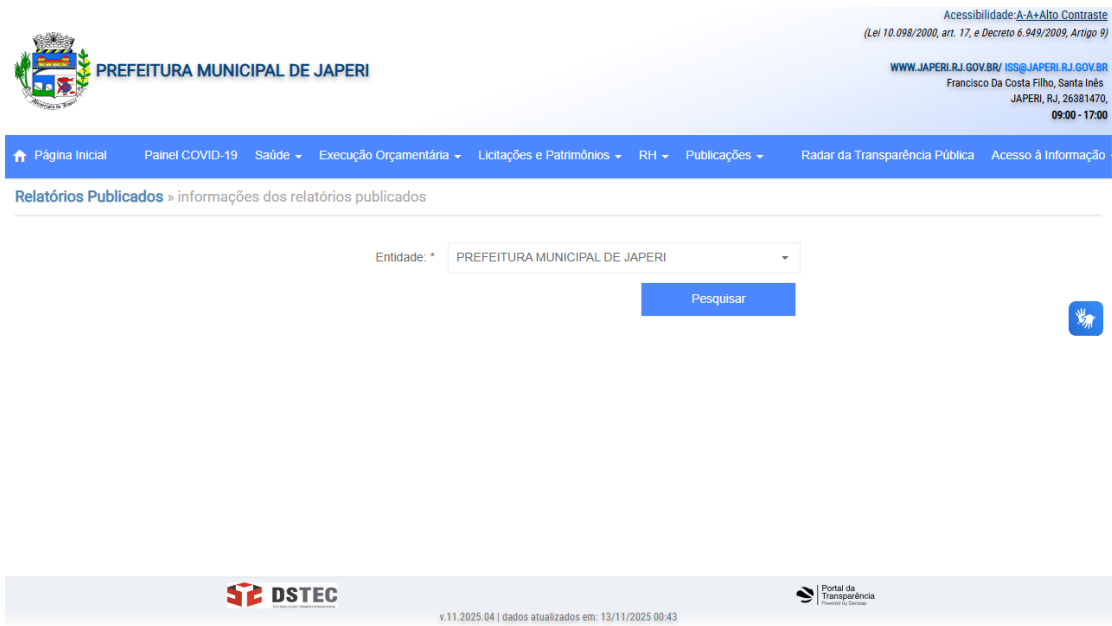 Acessibilidade:A-A+Alto Contraste
(Lei 10.098/2000, art. 17, e Decreto 6.949/2009, Artigo 9)
PREFEITURA MUNICIPAL DE JAPERI
WWW.JAPERI.RJ.GOV.BR/ ISS@JAPERI.RJ.GOV.BR
Francisco Da Costa Filho, Santa Inês
JAPERI, RJ, 26381470,
09:00 - 17:00
Página Inicial Painel COVID-19 Saúde Execução Orçamentária Licitações e Patrimônios RH Publicações Radar da Transparência Pública Acesso à Informação
Relatórios Publicados » informações dos relatórios publicados
Entidade: * PREFEITURA MUNICIPAL DE JAPERI
Pesquisar
DSTEC
Portal da
Transparência
v.11.2025.04 | dados atualizados em: 13/11/2025 00:43